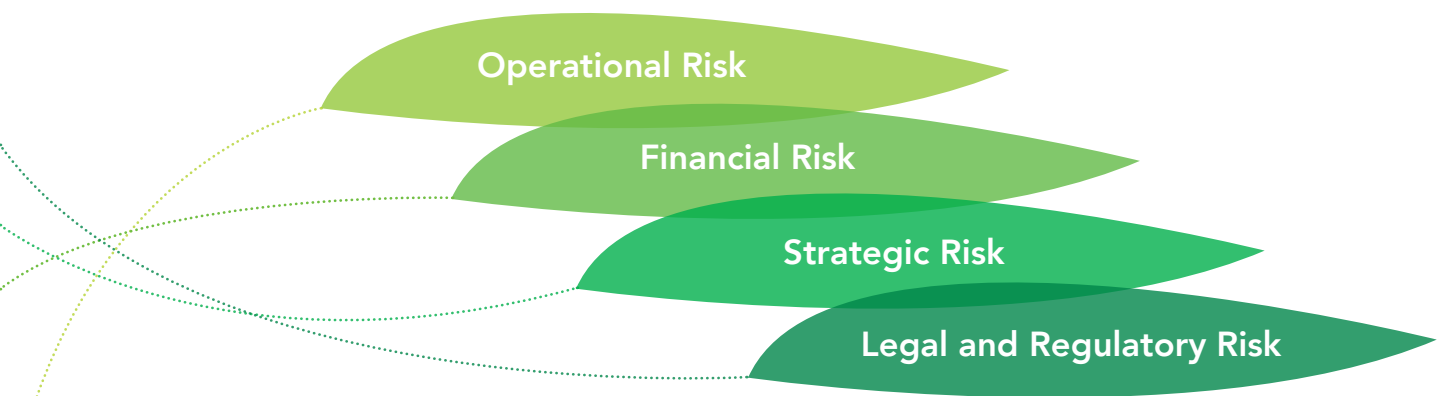 Operational Risk
Financial Risk
Strategic Risk
Legal and Regulatory Risk